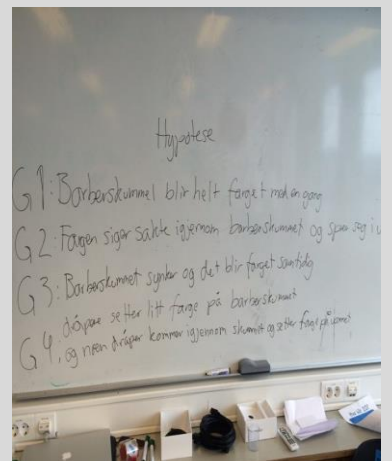 Hypotese
G1: Barberskummet blir helt farget med en gang
G2: Fargen siger sakte igjennom barberskummet og sprer seg i
G3: Barberskummet synker og det blir farget samtidig
G4: dråpene setter litt farge på barberskummet
, og noen dråper kommer igjennom skummet og setter farge på vannet